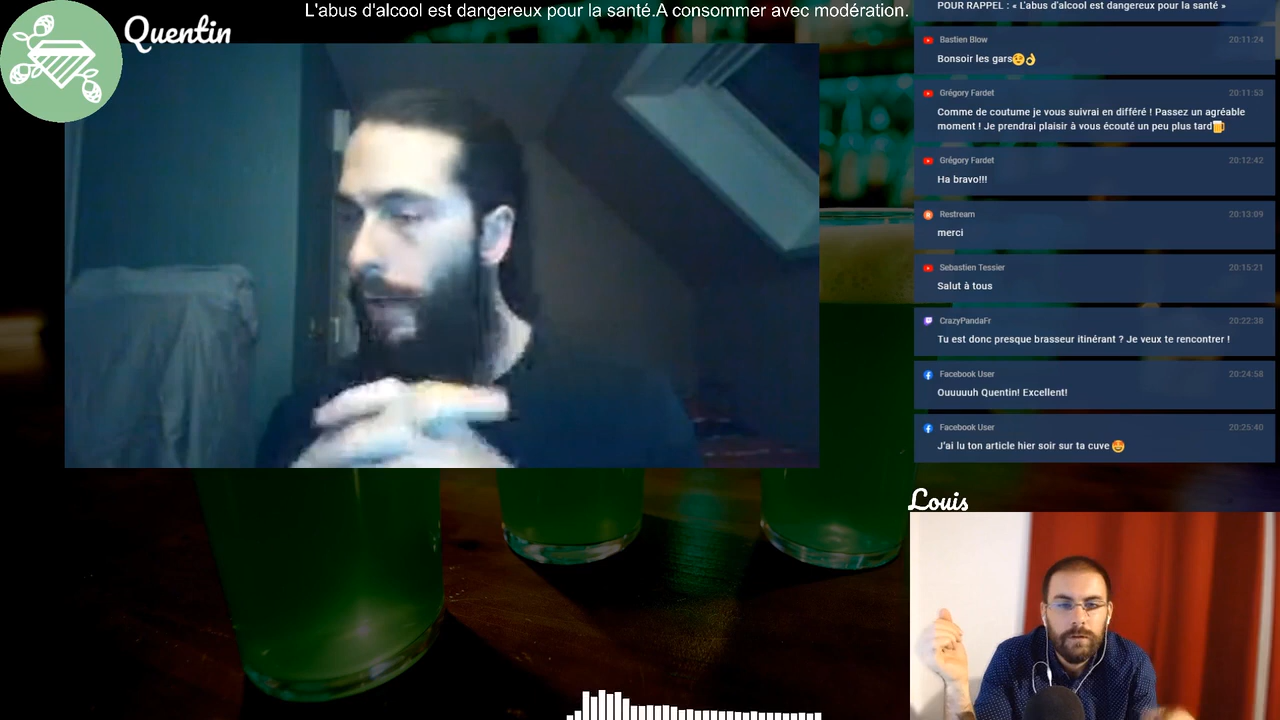 L'abus d'alcool est dangereux pour la santé.A consommer avec modération.
Quentin
POUR RAPPEL : « L'abus d'alcool est dangereux pour la santé »
Bastien Blow 20:11:24
Bonsoir les gars🤨👌
Grégory Fardet 20:11:53
Comme de coutume je vous suivrai en différé ! Passez un agréable
moment ! Je prendrai plaisir à vous écouté un peu plus tard🍺
Grégory Fardet 20:12:42
Ha bravo!!!
Restream 20:13:09
merci
Sebastien Tessier 20:15:21
Salut à tous
CrazyPandaFr 20:22:38
Tu est donc presque brasseur itinérant ? Je veux te rencontrer !
Facebook User 20:24:58
Ouuuuuh Quentin! Excellent!
Facebook User 20:25:40
J'ai lu ton article hier soir sur ta cuve 🤩
Louis